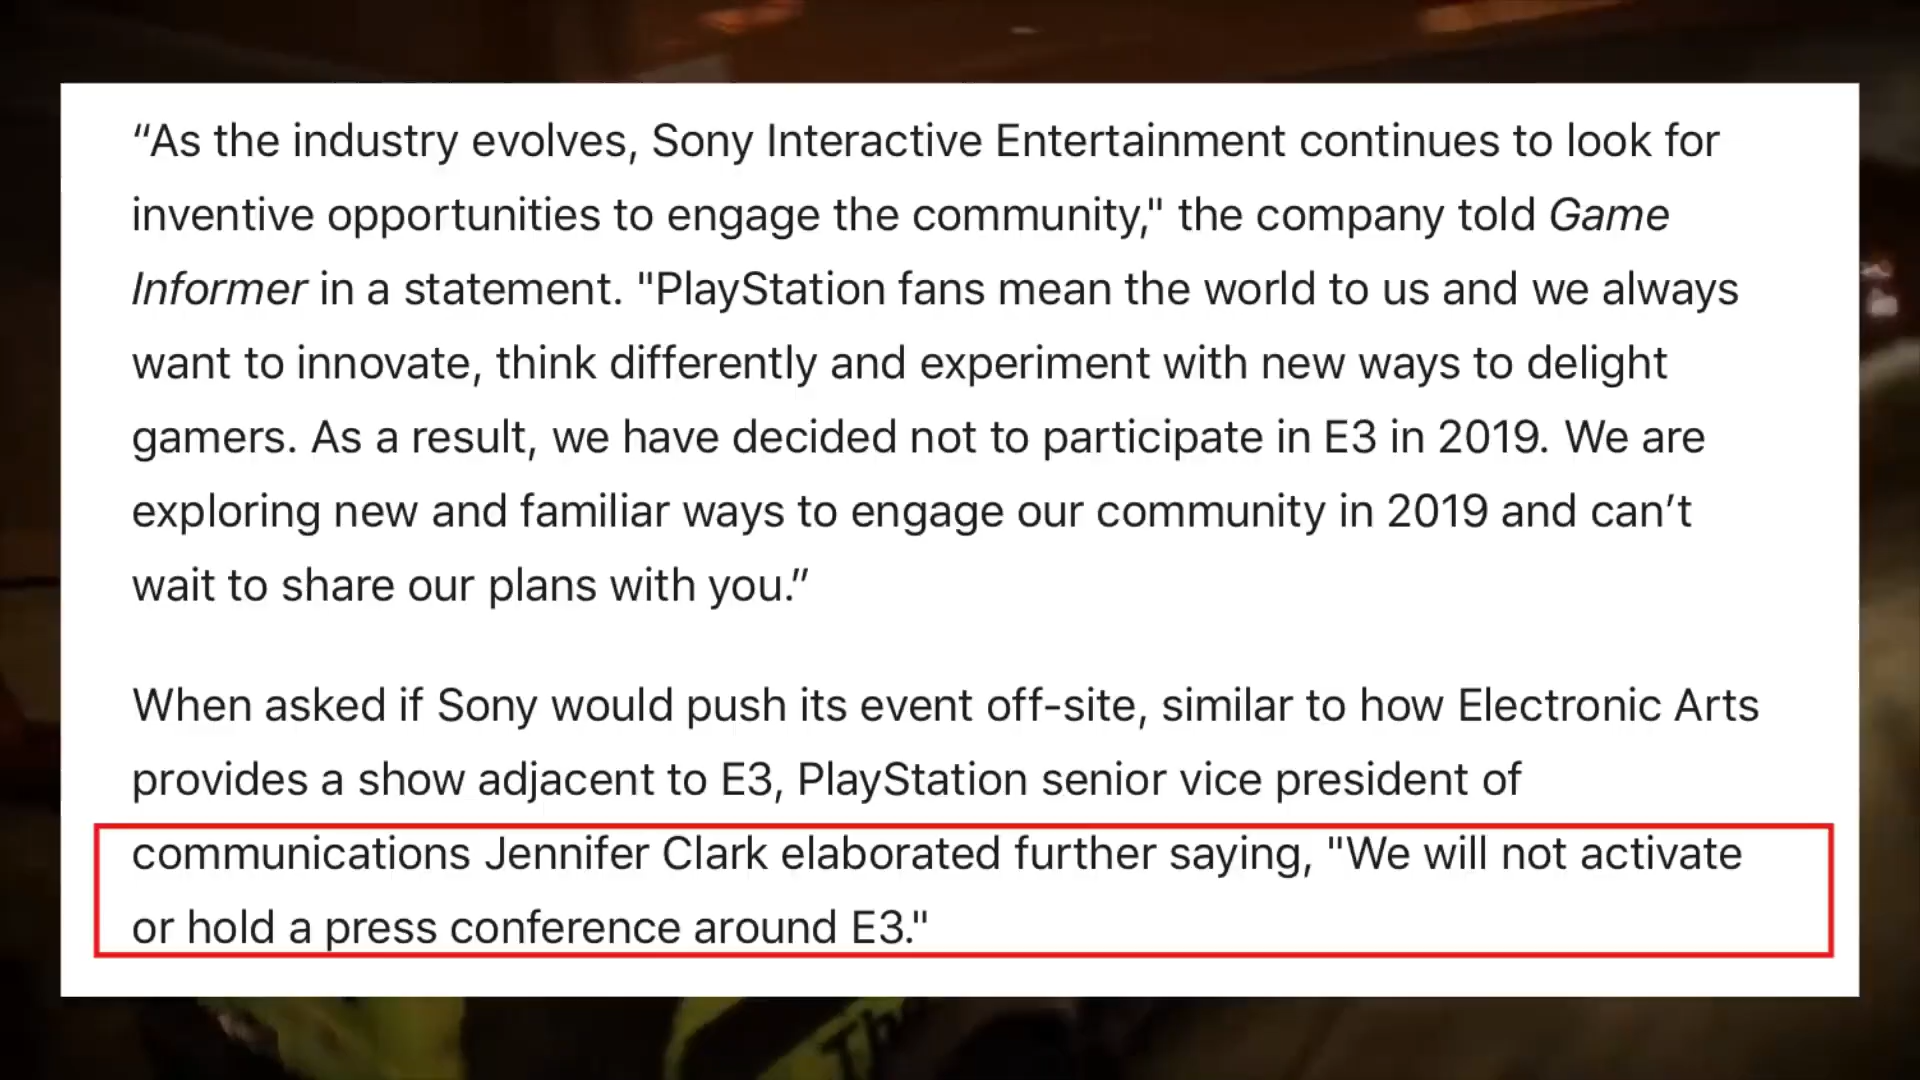 “As the industry evolves, Sony Interactive Entertainment continues to look for
inventive opportunities to engage the community," the company told Game
Informer in a statement. "PlayStation fans mean the world to us and we always
want to innovate, think differently and experiment with new ways to delight
gamers. As a result, we have decided not to participate in E3 in 2019. We are
exploring new and familiar ways to engage our community in 2019 and can’t
wait to share our plans with you.”
When asked if Sony would push its event off-site, similar to how Electronic Arts
provides a show adjacent to E3, PlayStation senior vice president of
communications Jennifer Clark elaborated further saying, "We will not activate
or hold a press conference around E3."